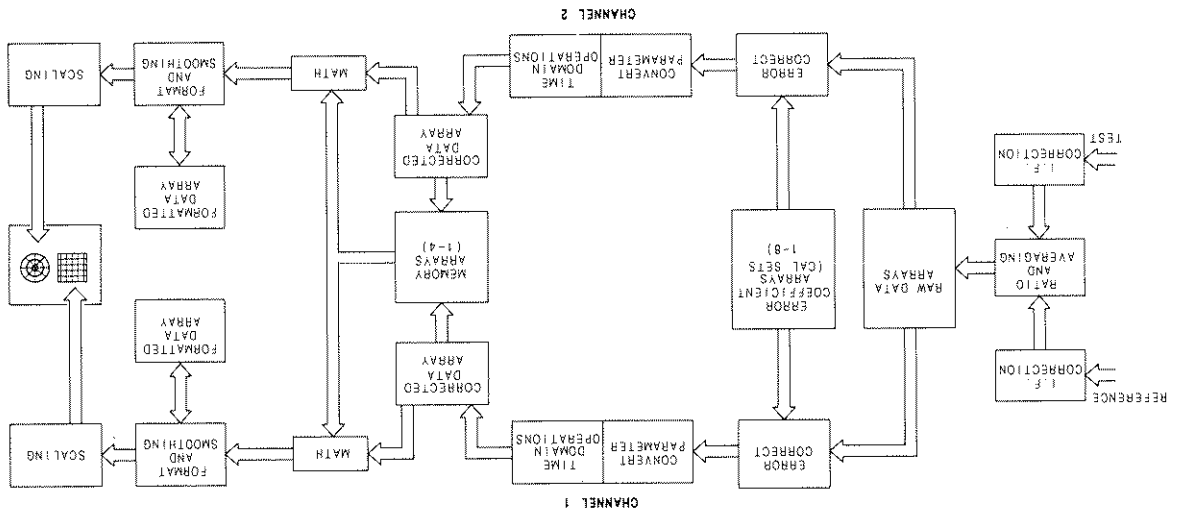 CHANNEL 1
ERROR
CORRECT
CONVERT
PARAMETER
TIME
DOMAIN
OPERATIONS
MATH
FORMAT
AND
SMOOTHING
SCALING
REFERENCE
I.F.
CORRECTION
CORRECTED
DATA
ARRAY
FORMATTED
DATA
ARRAY
RATIO
AND
AVERAGING
RAW DATA
ARRAYS
ERROR
COEFFICIENT
ARRAYS
(CAL SETS
1-8)
MEMORY
ARRAYS
(1-4)
TEST
I.F.
CORRECTION
CORRECTED
DATA
ARRAY
FORMATTED
DATA
ARRAY
ERROR
CORRECT
CONVERT
PARAMETER
TIME
DOMAIN
OPERATIONS
MATH
FORMAT
AND
SMOOTHING
SCALING
CHANNEL 2